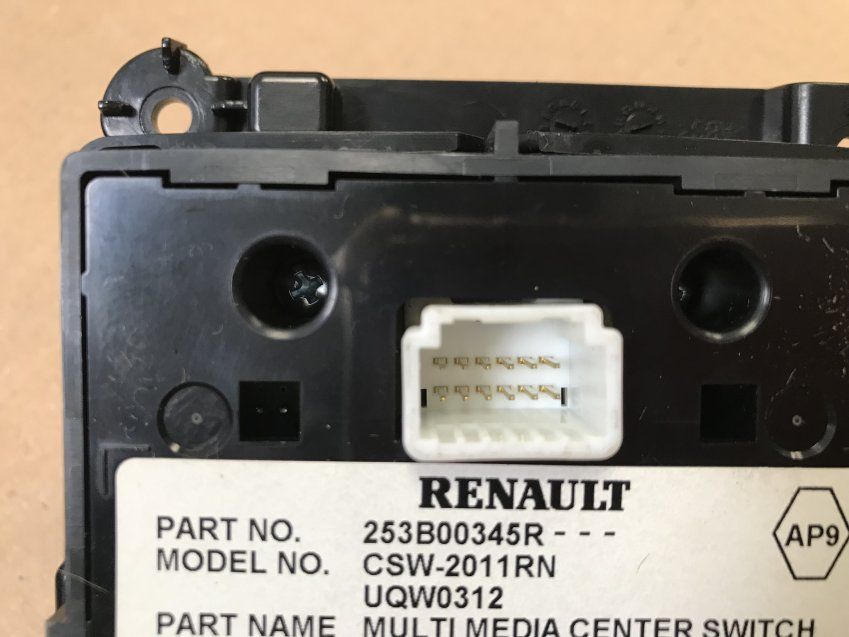 RENAULT
PART NO. 253B00345R - - -
MODEL NO. CSW-2011RN
UQW0312
PART NAME MULTI MEDIA CENTER SWITCH
AP9